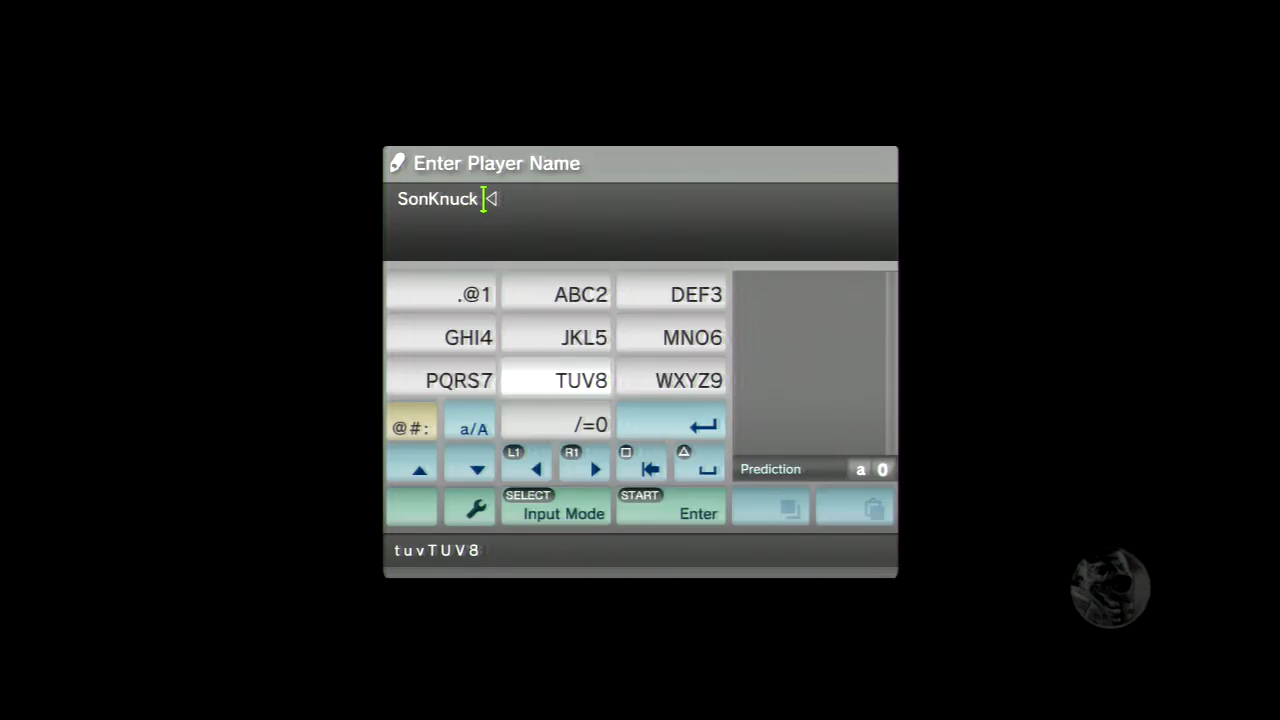 Enter Player Name
SonKnuck
.@1 ABC2 DEF3
GHI4 JKL5 MNO6
PQRS7 TUV8 WXYZ9
@#: a/A /=0
L1 R1
Prediction a 0
SELECT START
Input Mode Enter
tuvTUV8